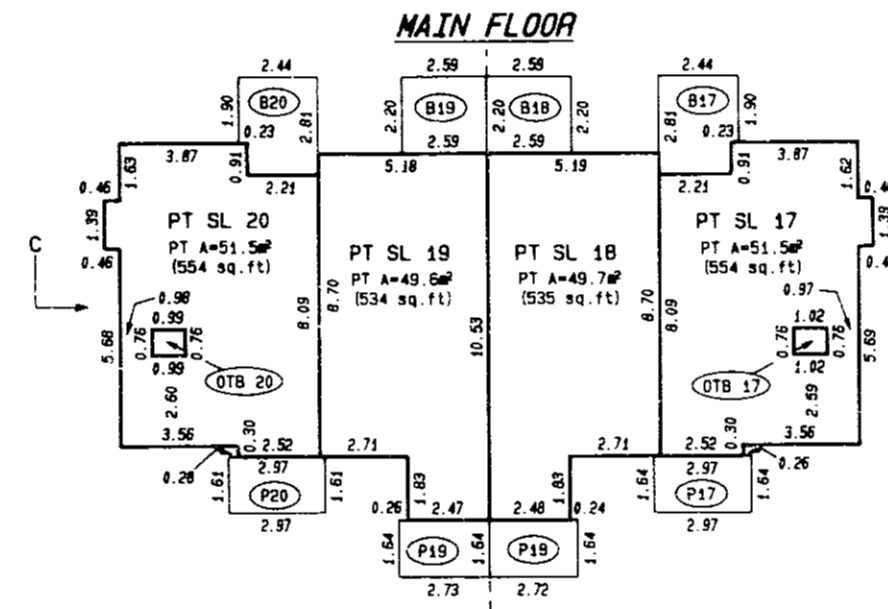 MAIN FLOOR
2.44 2.59 2.59 2.44
B20 B19 B18 B17
1.90 2.81 2.20 2.20 2.20 2.81 1.90
0.23 2.59 2.59 0.23
3.87 0.91 5.18 5.19 0.91 3.87
1.63 2.21 2.21 1.62
0.46 0.4
1.39 PT SL 20 PT SL 19 PT SL 18 PT SL 17 1.39
PT A=51.5m² PT A=49.6m² PT A=49.7m² PT A=51.5m²
(554 sq.ft) (534 sq.ft) (535 sq.ft) (554 sq.ft)
C 0.46 0.4
0.98 8.09 8.70 10.53 8.70 8.09 0.97
0.99 1.02
5.68 0.76 0.76 0.76 0.76 5.69
0.99 1.02
OTB 20 OTB 17
2.60 2.59
3.56 0.30 2.52 2.71 2.71 2.52 0.30 3.56
0.28 2.97 2.97 0.26
1.61 P20 1.61 1.83 1.83 1.64 P17 1.64
2.97 0.26 2.47 2.48 0.24 2.97
1.64 P19 1.64 P18 1.64
2.73 2.72